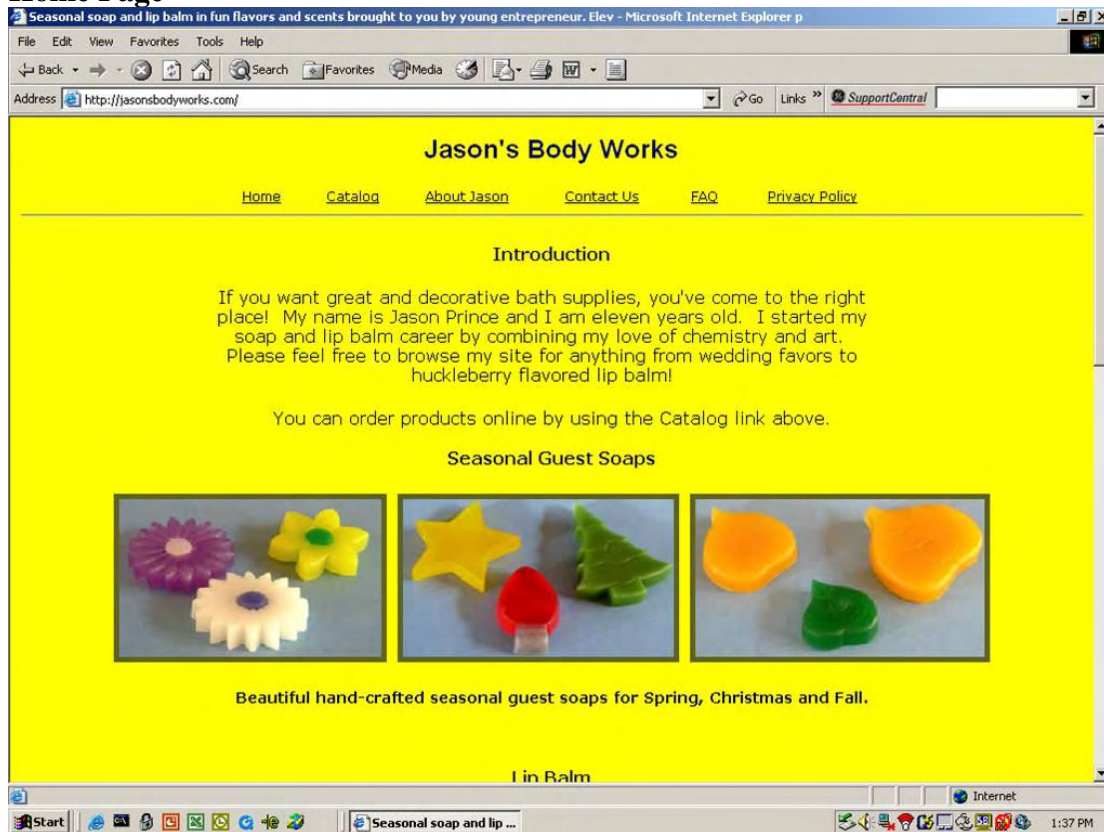 Home Page
Seasonal soap and lip balm in fun flavors and scents brought to you by young entrepreneur. Elev - Microsoft Internet Explorer p
File Edit View Favorites Tools Help
Back Search Favorites Media
Address http://jasonsbodyworks.com/ Go Links » SupportCentral
Jason's Body Works
Home Catalog About Jason Contact Us FAQ Privacy Policy
Introduction
If you want great and decorative bath supplies, you've come to the right
place! My name is Jason Prince and I am eleven years old. I started my
soap and lip balm career by combining my love of chemistry and art.
Please feel free to browse my site for anything from wedding favors to
huckleberry flavored lip balm!
You can order products online by using the Catalog link above.
Seasonal Guest Soaps
Beautiful hand-crafted seasonal guest soaps for Spring, Christmas and Fall.
Lip Balm
Internet
Start Seasonal soap and lip ... 1:37 PM